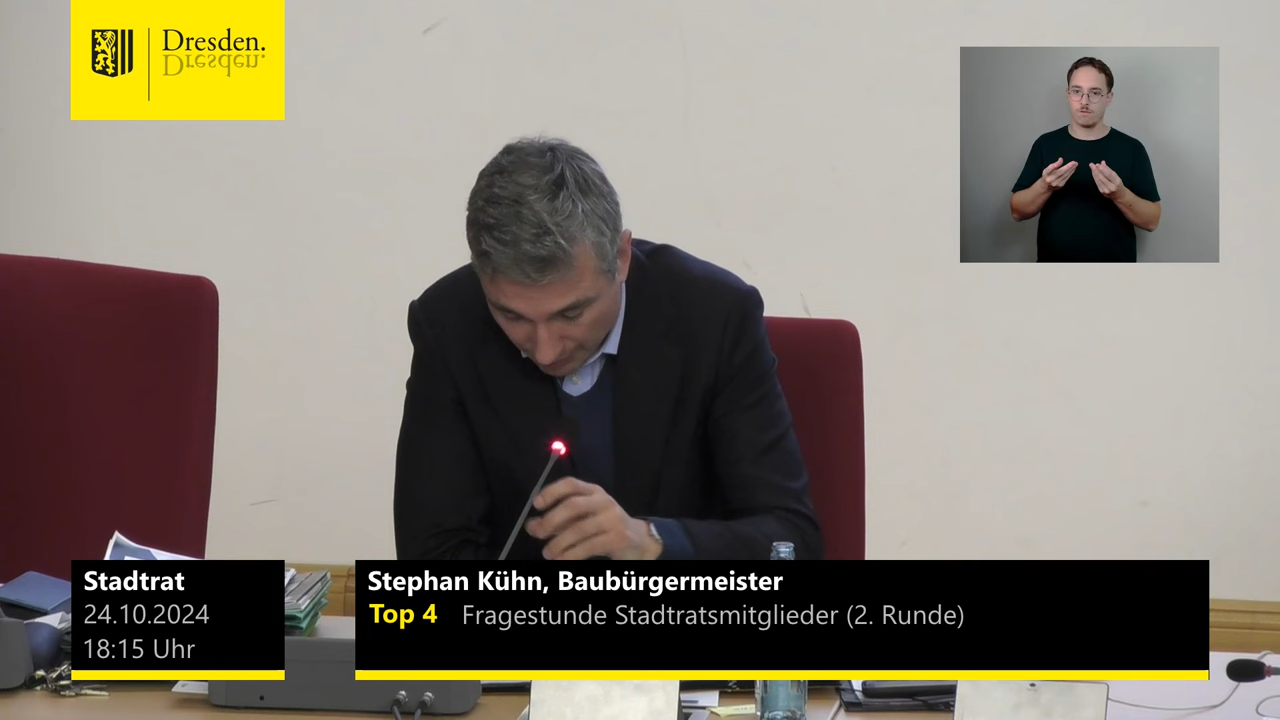 Dresden.
Dresden.
Stadtrat
24.10.2024
18:15 Uhr
Stephan Kühn, Baubürgermeister
Top 4 Fragestunde Stadtratsmitglieder (2. Runde)